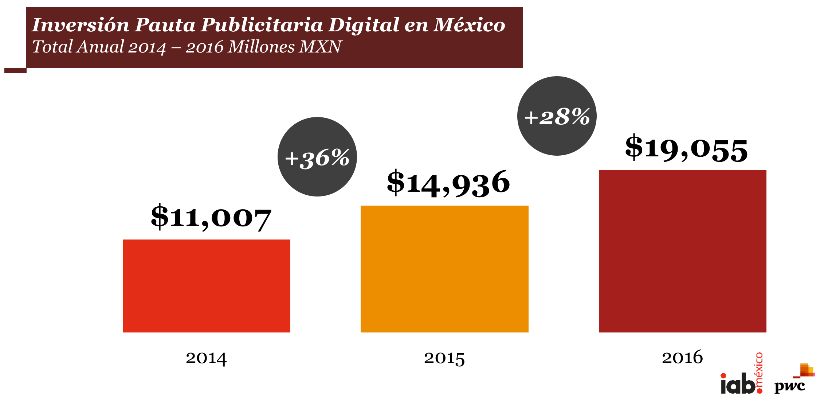 Inversión Pauta Publicitaria Digital en México
Total Anual 2014 – 2016 Millones MXN
+28%
+36%
$19,055
$14,936
$11,007
2014
2015
2016
iab.méxico
pwc